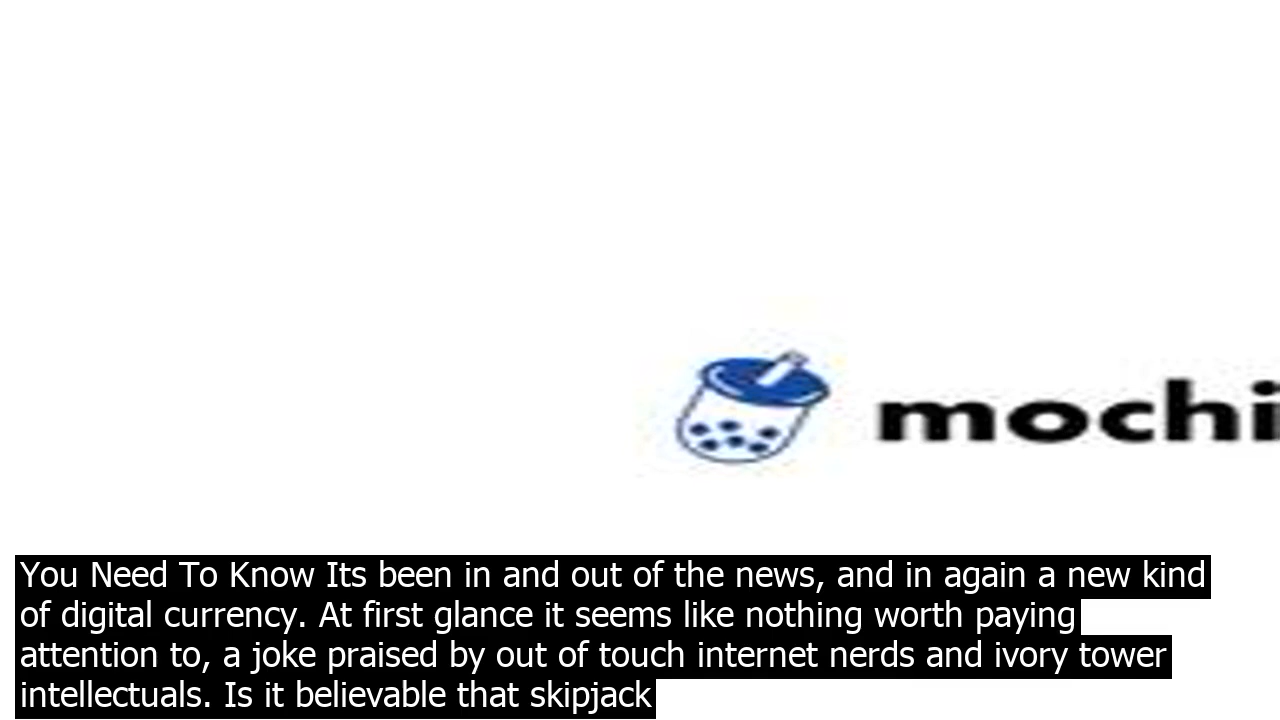 mochi
You Need To Know Its been in and out of the news, and in again a new kind
of digital currency. At first glance it seems like nothing worth paying
attention to, a joke praised by out of touch internet nerds and ivory tower
intellectuals. Is it believable that skipjack